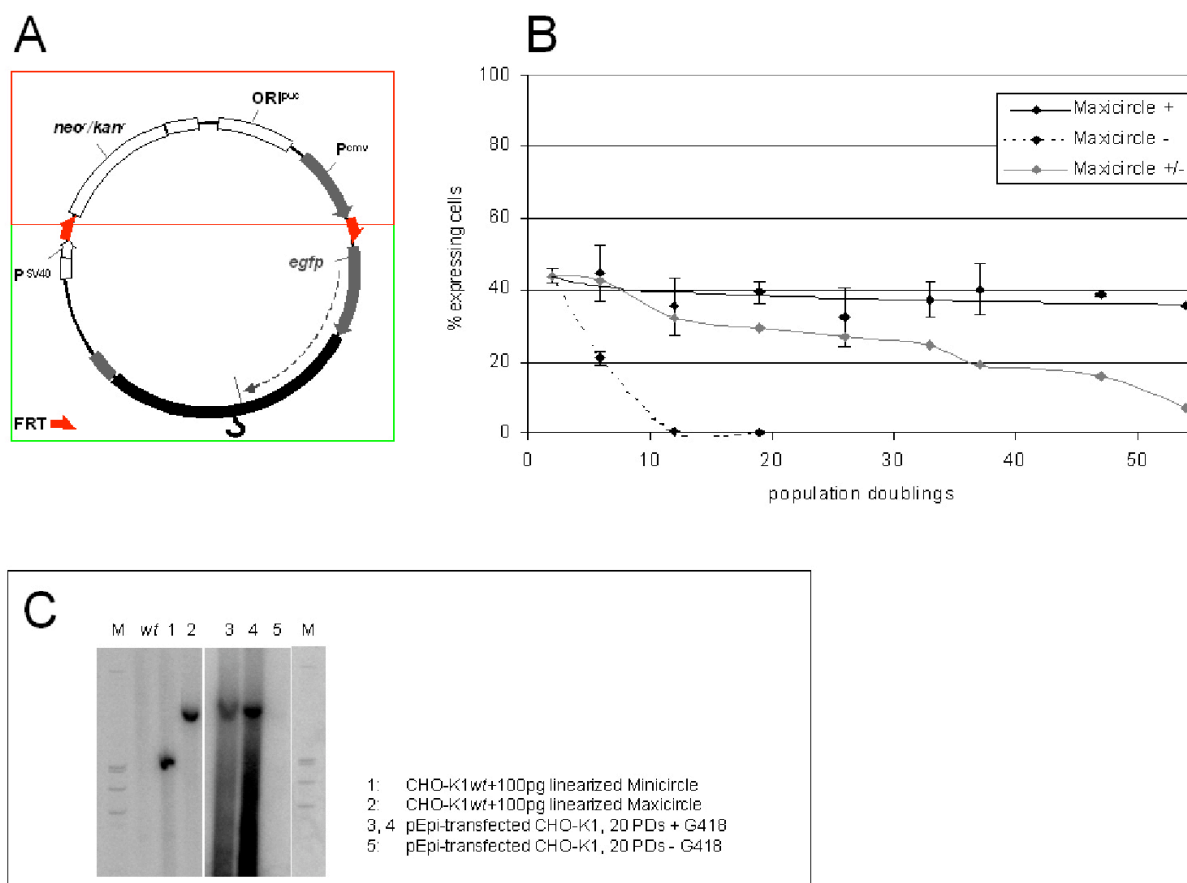 A
ORIpuc
neor/kanr
Pcmv
egfp
PSV40
FRT
B
100
80
60
40
20
0
% expressing cells
0 10 20 30 40 50
population doublings
Maxicircle +
Maxicircle -
Maxicircle +/-
C
M wt 1 2 3 4 5 M
1: CHO-K1wt+100pg linearized Minicircle
2: CHO-K1wt+100pg linearized Maxicircle
3, 4 pEpi-transfected CHO-K1, 20 PDs + G418
5: pEpi-transfected CHO-K1, 20 PDs - G418